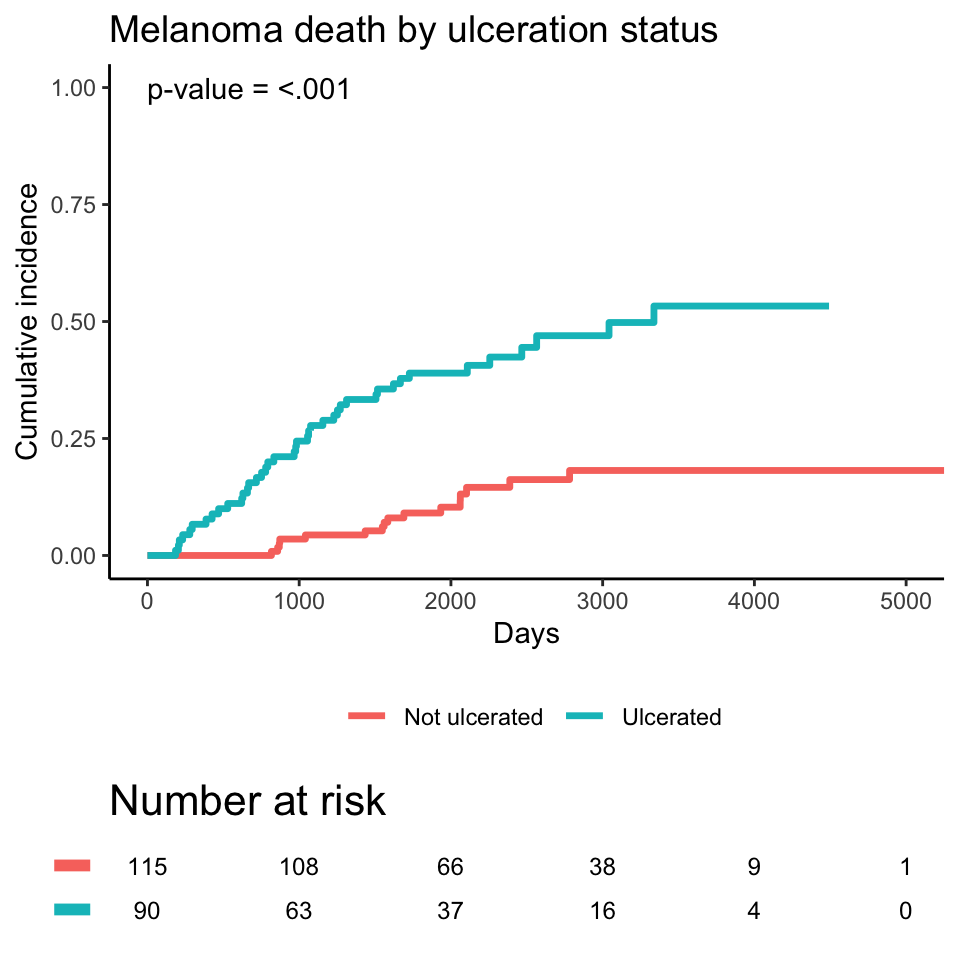 Melanoma death by ulceration status
p-value = <.001
1.00
0.75
0.50
0.25
0.00
Cumulative incidence
0 1000 2000 3000 4000 5000
Days
Not ulcerated Ulcerated
Number at risk
115 108 66 38 9 1
90 63 37 16 4 0